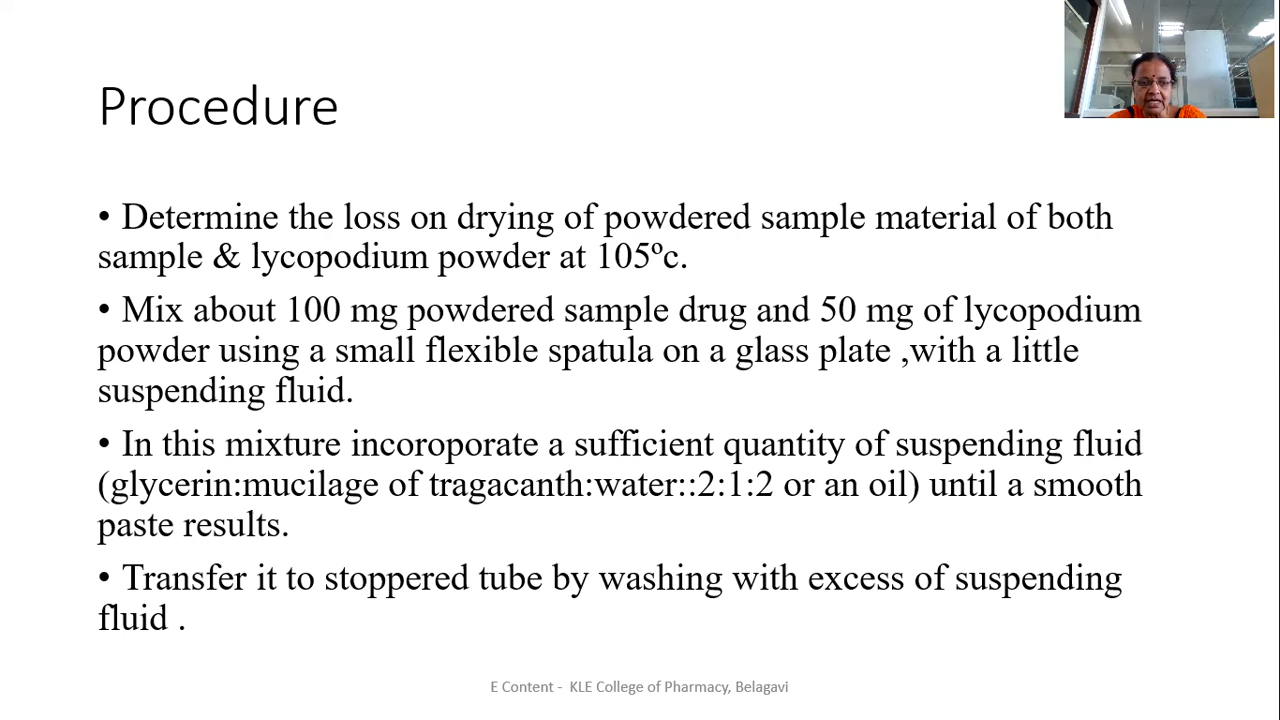 Procedure
• Determine the loss on drying of powdered sample material of both
sample & lycopodium powder at 105ºc.
• Mix about 100 mg powdered sample drug and 50 mg of lycopodium
powder using a small flexible spatula on a glass plate ,with a little
suspending fluid.
• In this mixture incoroporate a sufficient quantity of suspending fluid
(glycerin:mucilage of tragacanth:water::2:1:2 or an oil) until a smooth
paste results.
• Transfer it to stoppered tube by washing with excess of suspending
fluid .
E Content - KLE College of Pharmacy, Belagavi